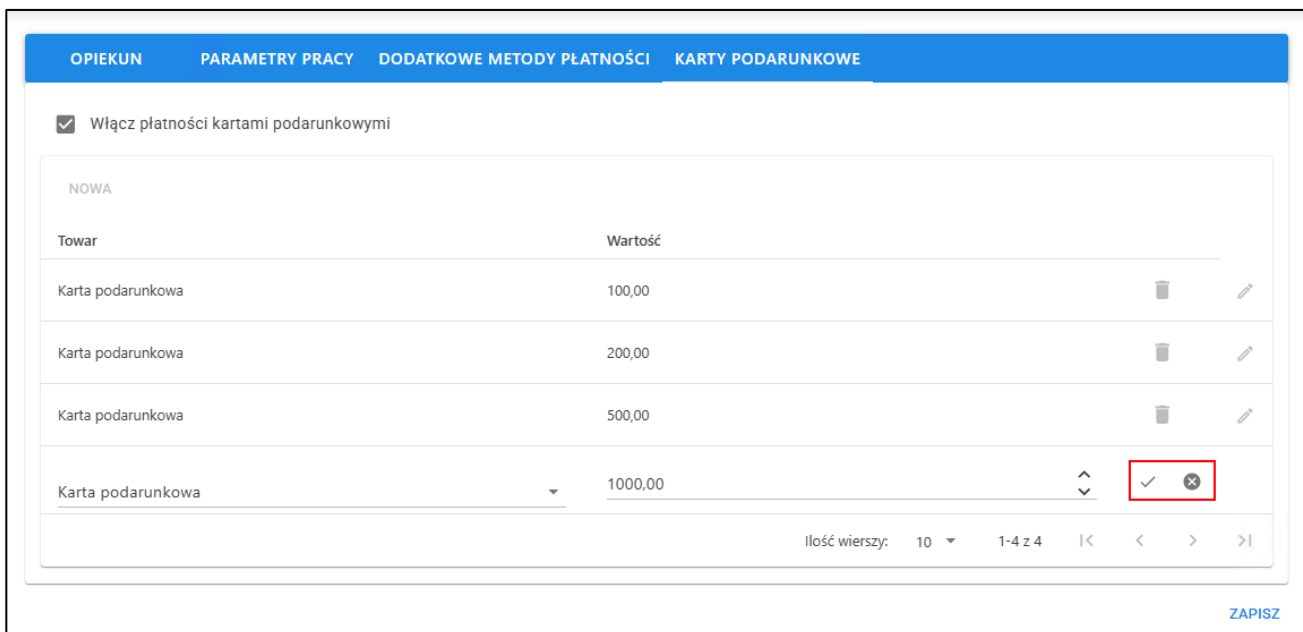 OPIEKUN PARAMETRY PRACY DODATKOWE METODY PŁATNOŚCI KARTY PODARUNKOWE
Włącz płatności kartami podarunkowymi
NOWA
Towar Wartość
Karta podarunkowa 100,00
Karta podarunkowa 200,00
Karta podarunkowa 500,00
Karta podarunkowa 1000,00
Ilość wierszy: 10 1-4 z 4
ZAPISZ